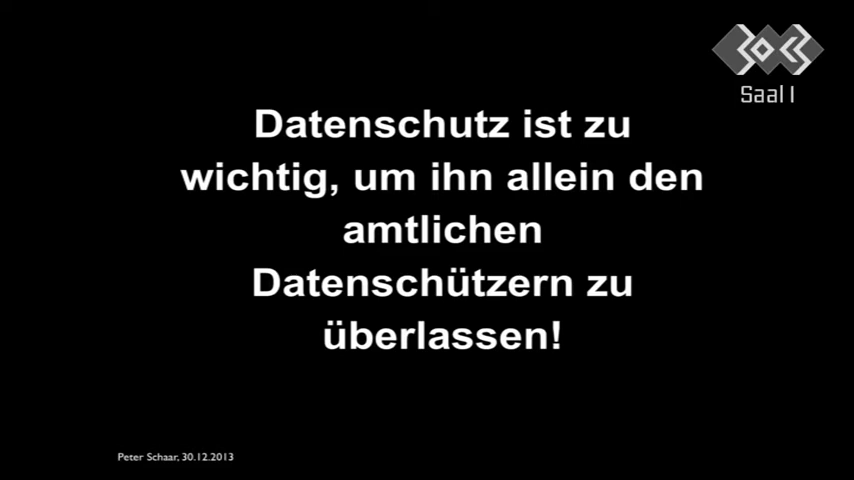 30C3
Saal 1
Datenschutz ist zu
wichtig, um ihn allein den
amtlichen
Datenschützern zu
überlassen!
Peter Schaar, 30.12.2013